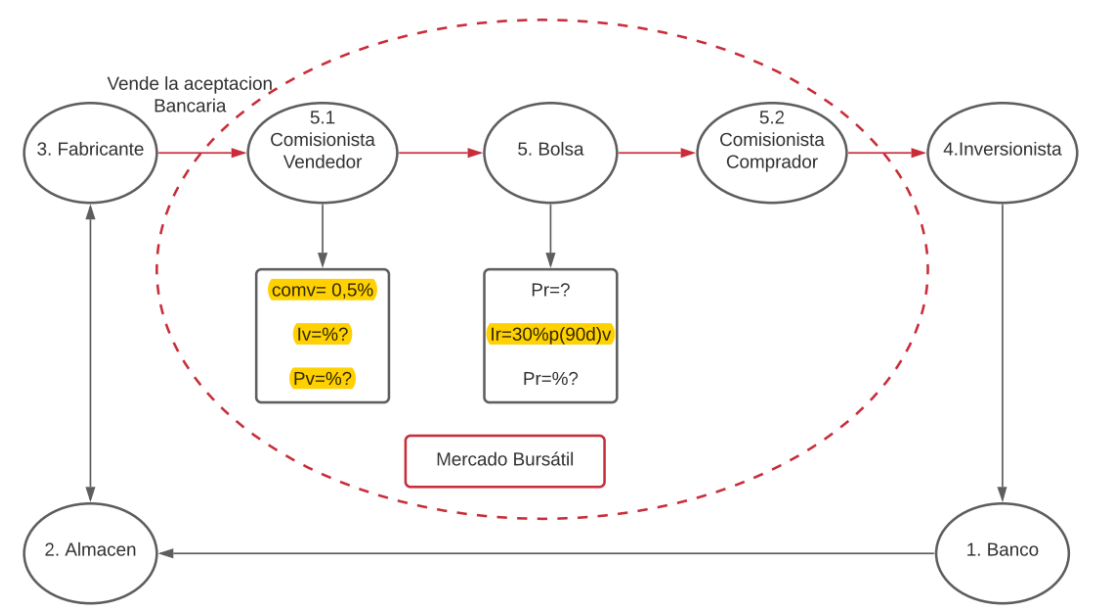 Vende la aceptacion
Bancaria
3. Fabricante
5.1
Comisionista
Vendedor
5. Bolsa
5.2
Comisionista
Comprador
4.Inversionista
comv= 0,5%
Iv=%?
Pv=%?
Pr=?
Ir=30%p(90d)v
Pr=%?
Mercado Bursátil
2. Almacen
1. Banco